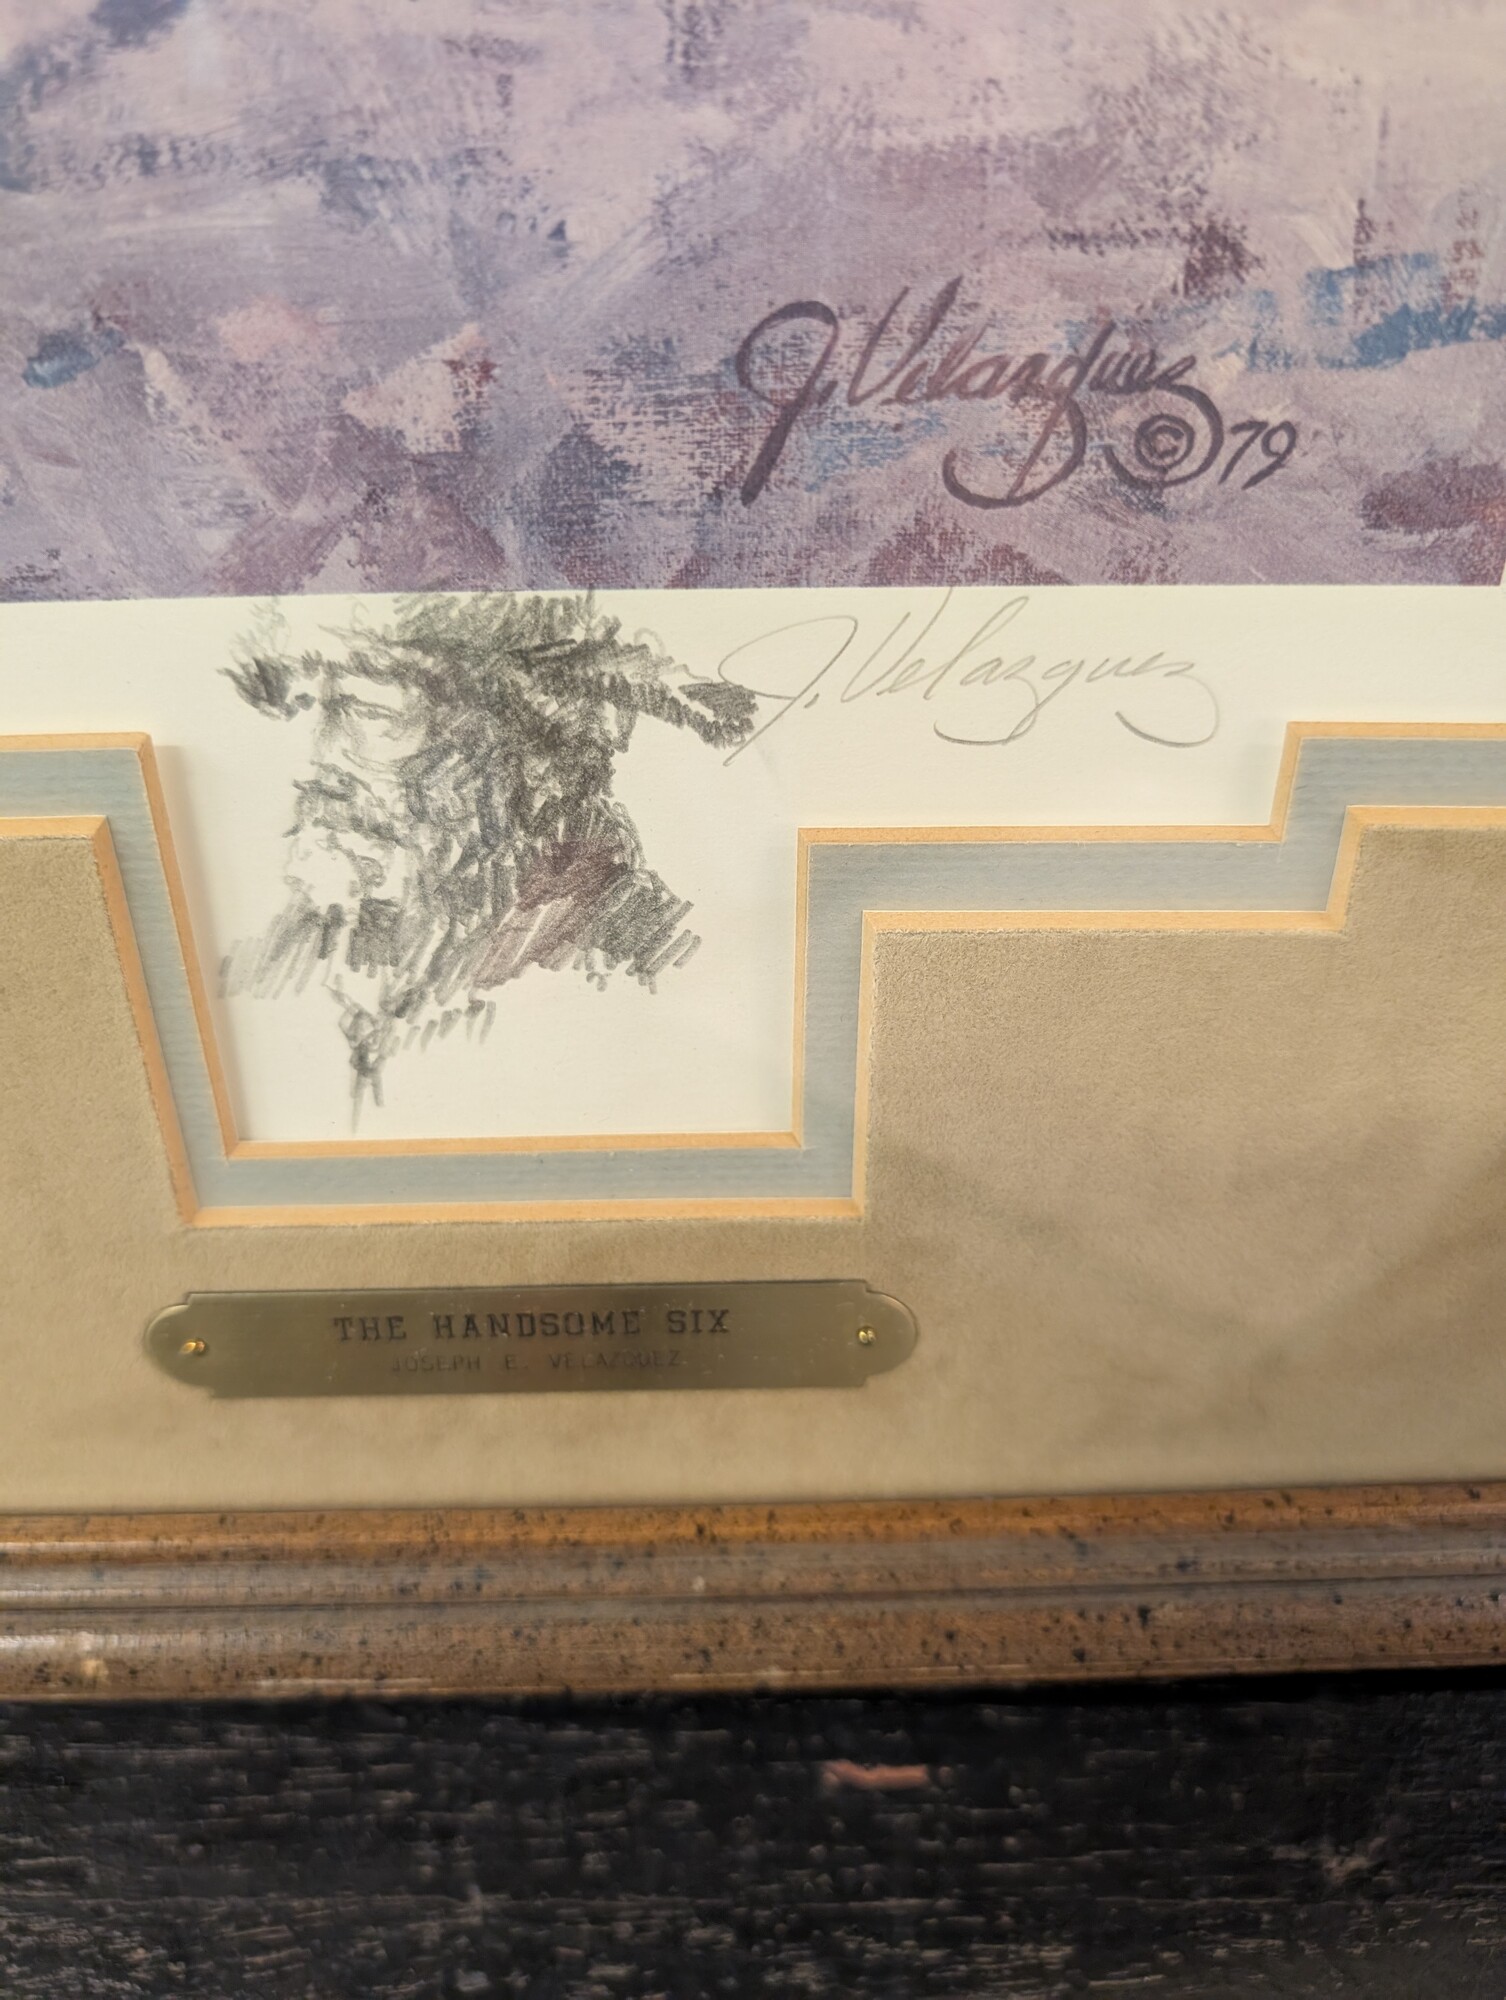 J. Velazquez © 79
J. Velazquez
THE HANDSOME SIX
JOSEPH E. VELAZQUEZ